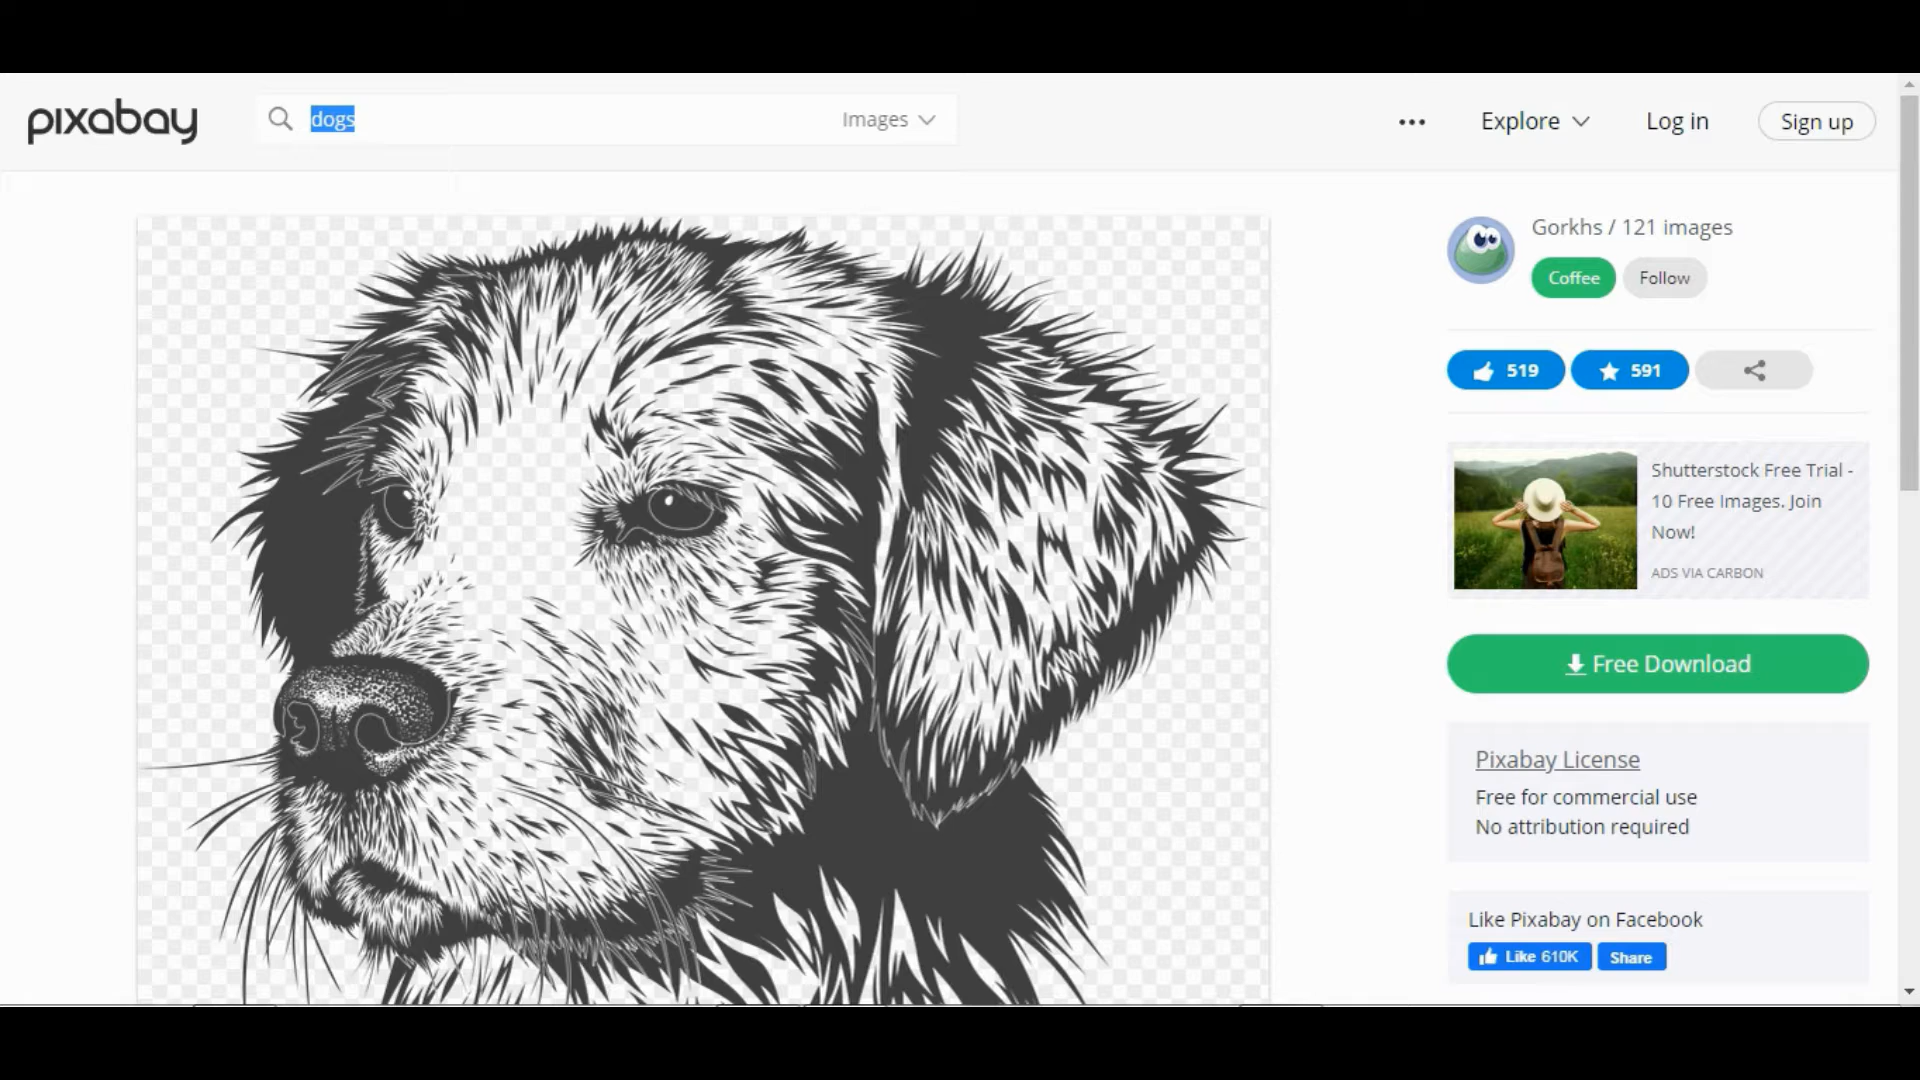 pixabay
dogs
Images
Explore
Log in
Sign up
Gorkhs / 121 images
Coffee
Follow
519
591
Shutterstock Free Trial -
10 Free Images. Join
Now!
ADS VIA CARBON
Free Download
Pixabay License
Free for commercial use
No attribution required
Like Pixabay on Facebook
Like 610K
Share